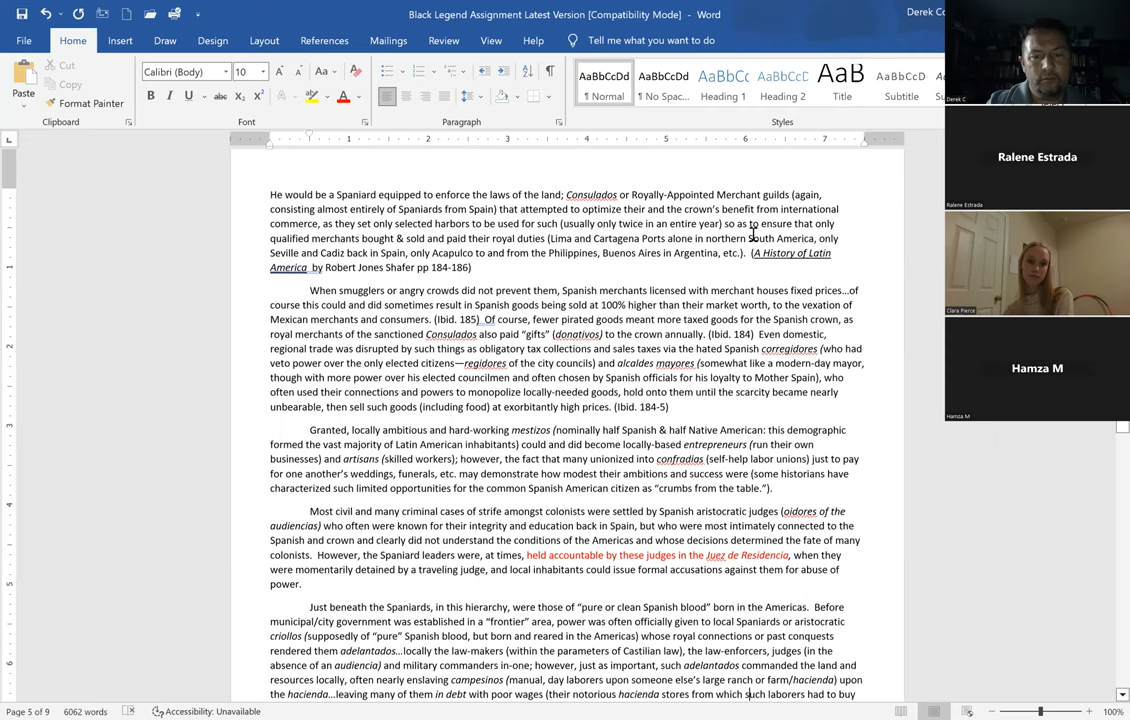 Black Legend Assignment Latest Version [Compatibility Mode] - Word
Derek Co
File Home Insert Draw Design Layout References Mailings Review View Help Tell me what you want to do
Paste
Cut
Copy
Format Painter
Clipboard
Calibri (Body) 10
Font
Paragraph
AaBbCcDd AaBbCcDd AaBbCc AaBbCcDd AaB AaBbCcD
¶ Normal ¶ No Spac... Heading 1 Heading 2 Title Subtitle
Styles
1 2 3 4 5 6 7
He would be a Spaniard equipped to enforce the laws of the land; Consulados or Royally-Appointed Merchant guilds (again,
consisting almost entirely of Spaniards from Spain) that attempted to optimize their and the crown's benefit from international
commerce, as they set only selected harbors to be used for such (usually only twice in an entire year) so as to ensure that only
qualified merchants bought & sold and paid their royal duties (Lima and Cartagena Ports alone in northern South America, only
Seville and Cadiz back in Spain, only Acapulco to and from the Philippines, Buenos Aires in Argentina, etc.). (A History of Latin
America by Robert Jones Shafer pp 184-186)
When smugglers or angry crowds did not prevent them, Spanish merchants licensed with merchant houses fixed prices…of
course this could and did sometimes result in Spanish goods being sold at 100% higher than their market worth, to the vexation of
Mexican merchants and consumers. (Ibid. 185) Of course, fewer pirated goods meant more taxed goods for the Spanish crown, as
royal merchants of the sanctioned Consulados also paid "gifts" (donativos) to the crown annually. (Ibid. 184) Even domestic,
regional trade was disrupted by such things as obligatory tax collections and sales taxes via the hated Spanish corregidores (who had
veto power over the only elected citizens—regidores of the city councils) and alcaldes mayores (somewhat like a modern-day mayor,
though with more power over his elected councilmen and often chosen by Spanish officials for his loyalty to Mother Spain), who
often used their connections and powers to monopolize locally-needed goods, hold onto them until the scarcity became nearly
unbearable, then sell such goods (including food) at exorbitantly high prices. (Ibid. 184-5)
Granted, locally ambitious and hard-working mestizos (nominally half Spanish & half Native American: this demographic
formed the vast majority of Latin American inhabitants) could and did become locally-based entrepreneurs (run their own
businesses) and artisans (skilled workers); however, the fact that many unionized into confradias (self-help labor unions) just to pay
for one another's weddings, funerals, etc. may demonstrate how modest their ambitions and success were (some historians have
characterized such limited opportunities for the common Spanish American citizen as "crumbs from the table.").
Most civil and many criminal cases of strife amongst colonists were settled by Spanish aristocratic judges (oidores of the
audiencias) who often were known for their integrity and education back in Spain, but who were most intimately connected to the
Spanish and crown and clearly did not understand the conditions of the Americas and whose decisions determined the fate of many
colonists. However, the Spaniard leaders were, at times, held accountable by these judges in the Juez de Residencia, when they
were momentarily detained by a traveling judge, and local inhabitants could issue formal accusations against them for abuse of
power.
Just beneath the Spaniards, in this hierarchy, were those of "pure or clean Spanish blood" born in the Americas. Before
municipal/city government was established in a "frontier" area, power was often officially given to local Spaniards or aristocratic
criollos (supposedly of "pure" Spanish blood, but born and reared in the Americas) whose royal connections or past conquests
rendered them adelantados…locally the law-makers (within the parameters of Castilian law), the law-enforcers, judges (in the
absence of an audiencia) and military commanders in-one; however, just as important, such adelantados commanded the land and
resources locally, often nearly enslaving campesinos (manual, day laborers upon someone else's large ranch or farm/hacienda) upon
the hacienda…leaving many of them in debt with poor wages (their notorious hacienda stores from which such laborers had to buy
Page 5 of 9 6062 words Accessibility: Unavailable 100%
Derek C
Ralene Estrada
Ralene Estrada
Clara Pierce
Hamza M
Hamza M